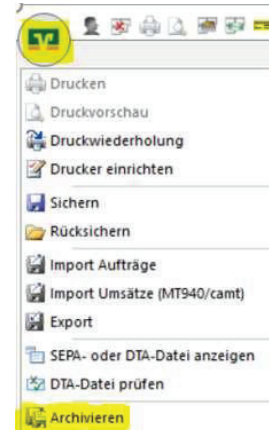 Drucken
Druckvorschau
Druckwiederholung
Drucker einrichten
Sichern
Rücksichern
Import Aufträge
Import Umsätze (MT940/camt)
Export
SEPA- oder DTA-Datei anzeigen
DTA-Datei prüfen
Archivieren